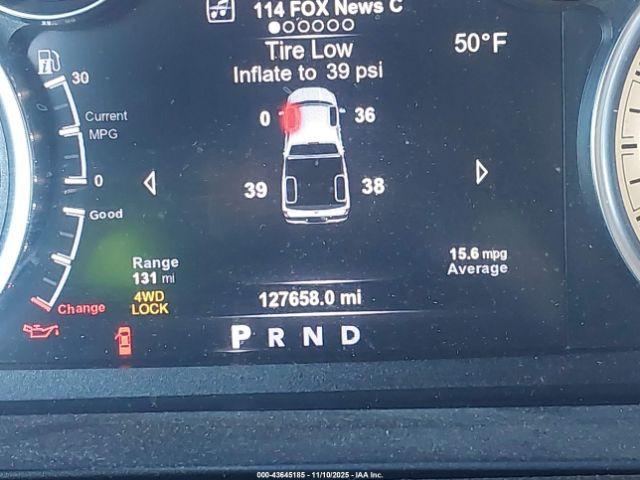 114 FOX News C
Tire Low
Inflate to 39 psi
50°F
30
Current
MPG
0
0 36
39 38
Good
Range
131 mi
15.6 mpg
Average
Change
4WD
LOCK
127658.0 mi
P R N D
000-43645185 - 11/10/2025 - IAA Inc.